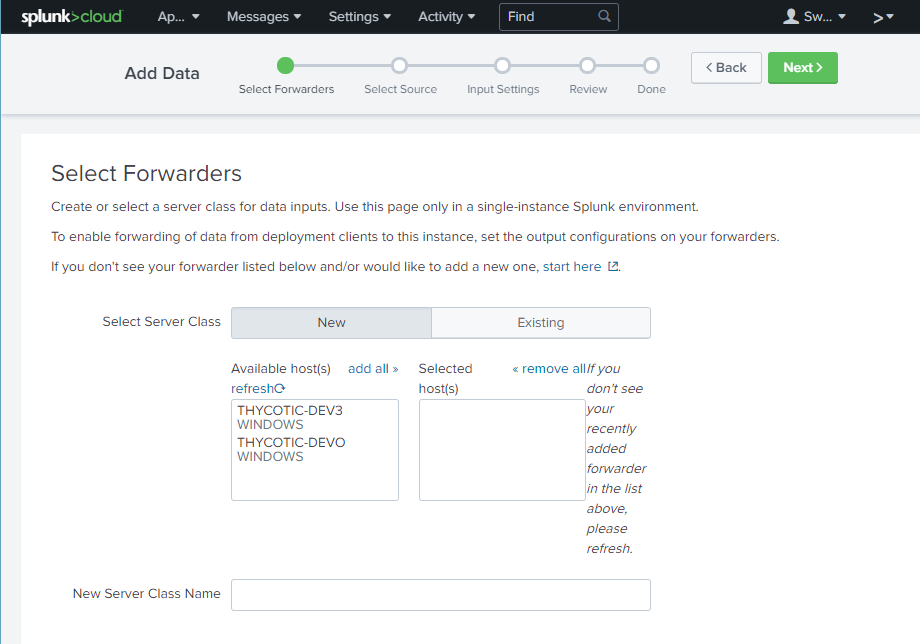 splunk>cloud Ap... Messages Settings Activity Find Sw... >
Add Data
Select Forwarders Select Source Input Settings Review Done
< Back Next >
Select Forwarders
Create or select a server class for data inputs. Use this page only in a single-instance Splunk environment.
To enable forwarding of data from deployment clients to this instance, set the output configurations on your forwarders.
If you don't see your forwarder listed below and/or would like to add a new one, start here.
Select Server Class New Existing
Available host(s) add all »
refresh
THYCOTIC-DEV3
WINDOWS
THYCOTIC-DEVO
WINDOWS
Selected « remove all
host(s)
If you
don't see
your
recently
added
forwarder
in the list
above,
please
refresh.
New Server Class Name